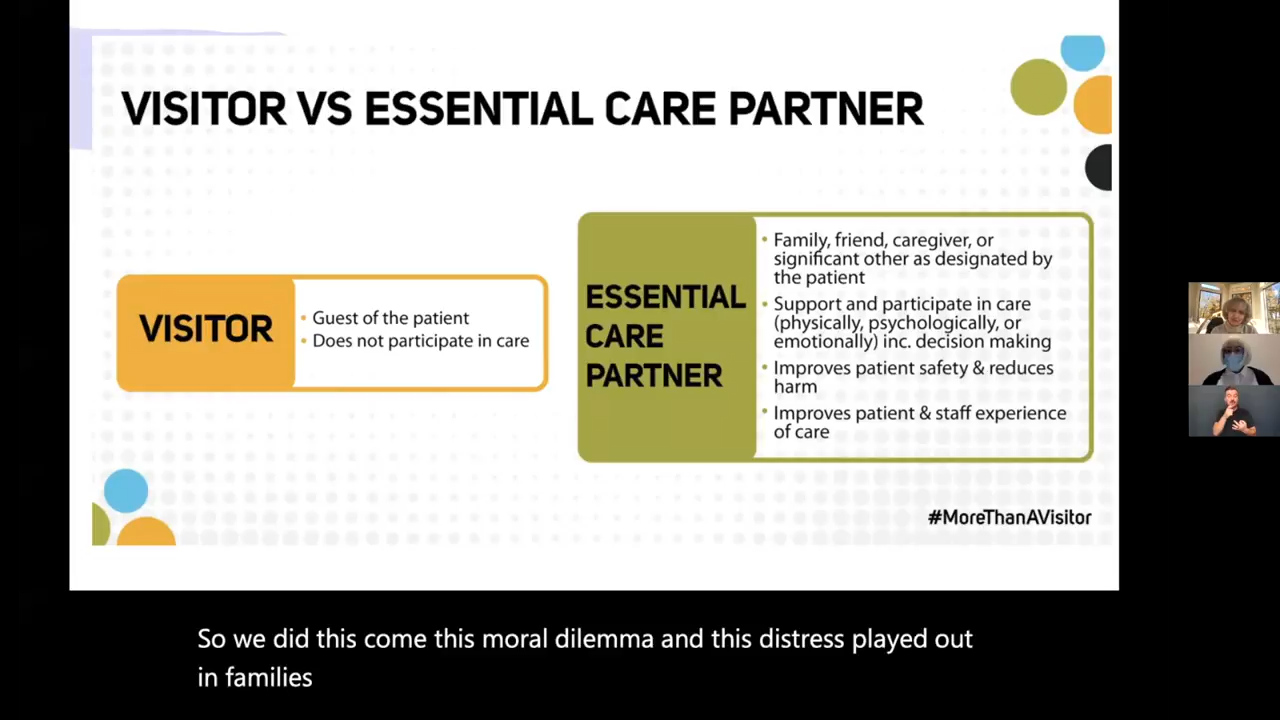 VISITOR VS ESSENTIAL CARE PARTNER
VISITOR
• Guest of the patient
• Does not participate in care
ESSENTIAL
CARE
PARTNER
• Family, friend, caregiver, or
significant other as designated by
the patient
• Support and participate in care
(physically, psychologically, or
emotionally) inc. decision making
• Improves patient safety & reduces
harm
• Improves patient & staff experience
of care
#MoreThanAVisitor
So we did this come this moral dilemma and this distress played out
in families